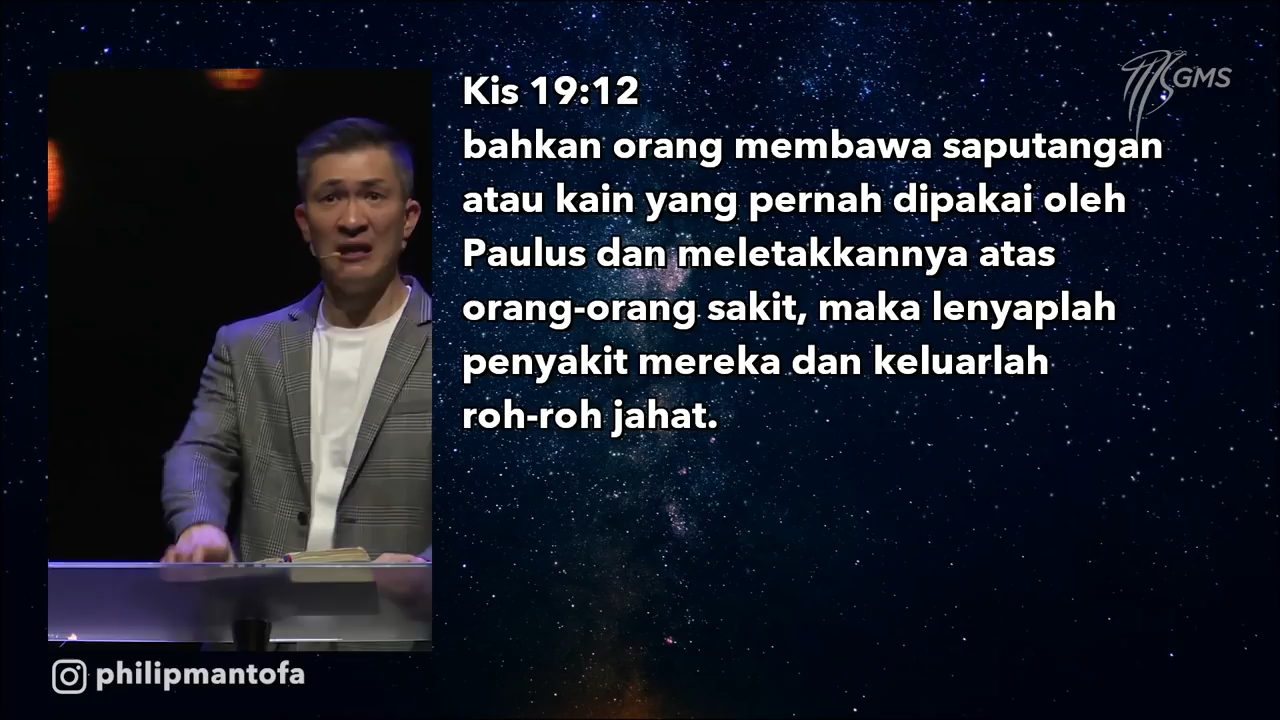 Kis 19:12
bahkan orang membawa saputangan
atau kain yang pernah dipakai oleh
Paulus dan meletakkannya atas
orang-orang sakit, maka lenyaplah
penyakit mereka dan keluarlah
roh-roh jahat.
GMS
philipmantofa